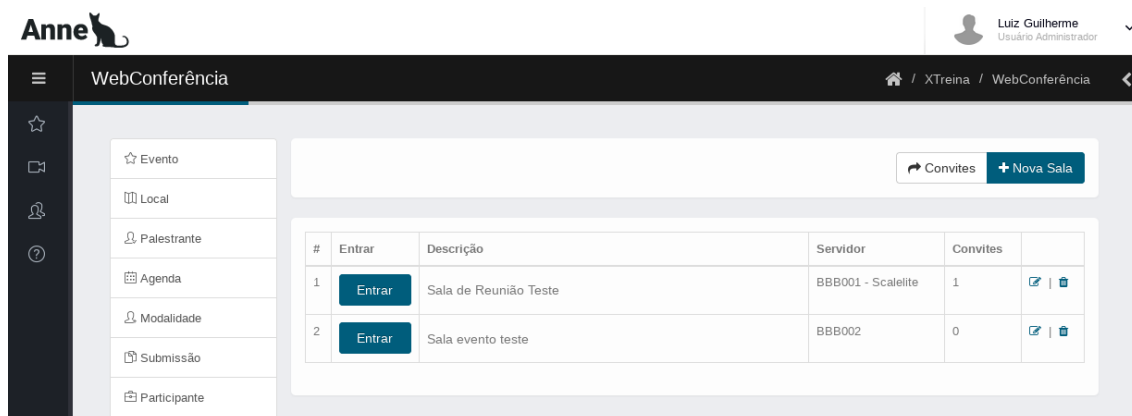 Anne
Luiz Guilherme
Usuário Administrador
WebConferência
/ XTreina / WebConferência
Evento
Local
Palestrante
Agenda
Modalidade
Submissão
Participante
Convites
+ Nova Sala
# Entrar Descrição Servidor Convites
1 Entrar Sala de Reunião Teste BBB001 - Scalelite 1 |
2 Entrar Sala evento teste BBB002 0 |